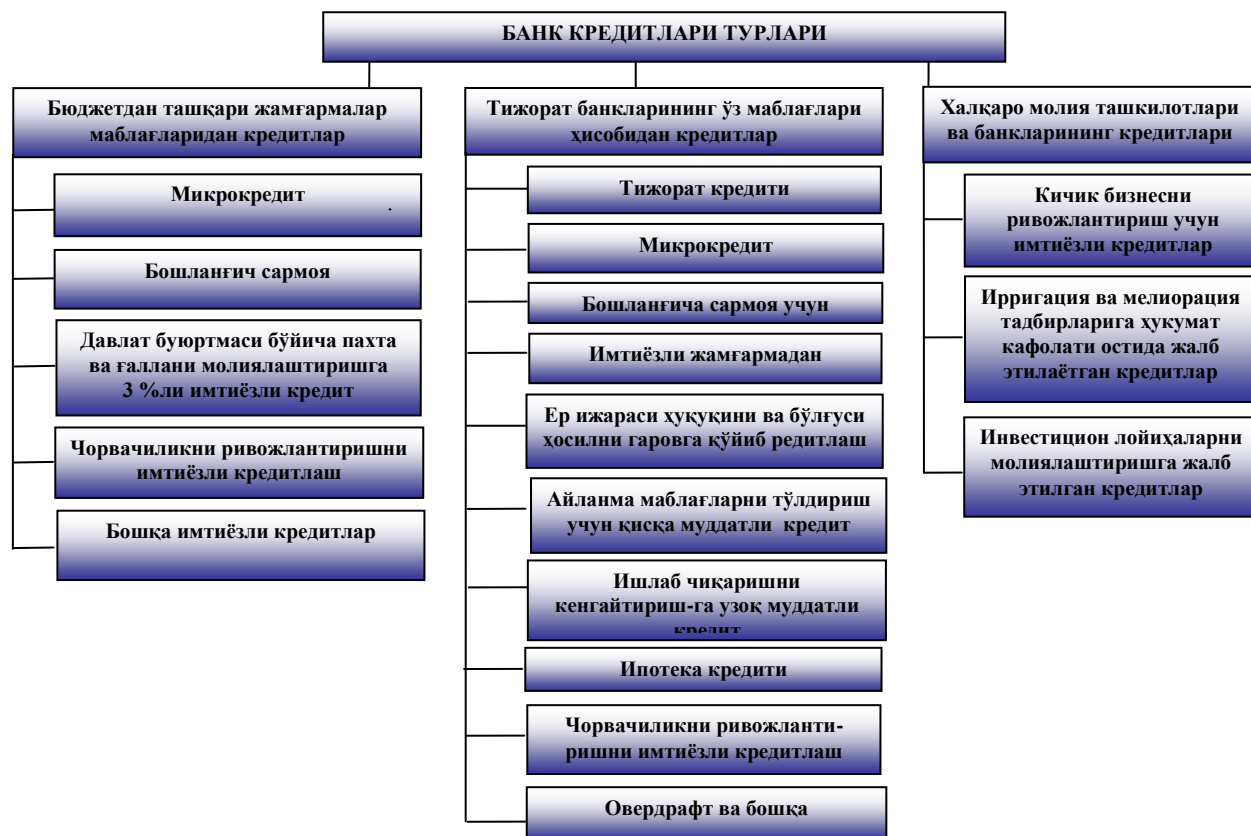 БАНК КРЕДИТЛАРИ ТУРЛАРИ
Бюджетдан ташқари жамғармалар
маблағларидан кредитлар
Микрокредит
.
Бошланғич сармоя
Давлат буюртмаси бўйича пахта
ва ғаллани молиялаштиришга
3 %ли имтиёзли кредит
Чорвачиликни ривожлантиришни
имтиёзли кредитлаш
Бошқа имтиёзли кредитлар
Тижорат банкларининг ўз маблағлари
ҳисобидан кредитлар
Тижорат кредити
Микрокредит
Бошланғича сармоя учун
Имтиёзли жамғармадан
Ер ижараси ҳуқуқини ва бўлғуси
ҳосилни гаровга қўйиб редитлаш
Айланма маблағларни тўлдириш
учун қисқа муддатли кредит
Ишлаб чиқаришни
кенгайтириш-га узоқ муддатли
кредит
Ипотека кредити
Чорвачиликни ривожланти-
ришни имтиёзли кредитлаш
Овердрафт ва бошқа
Халқаро молия ташкилотлари
ва банкларининг кредитлари
Кичик бизнесни
ривожлантириш учун
имтиёзли кредитлар
Ирригация ва мелиорация
тадбирларига ҳукумат
кафолати остида жалб
этилаётган кредитлар
Инвестицион лойиҳаларни
молиялаштиришга жалб
этилган кредитлар